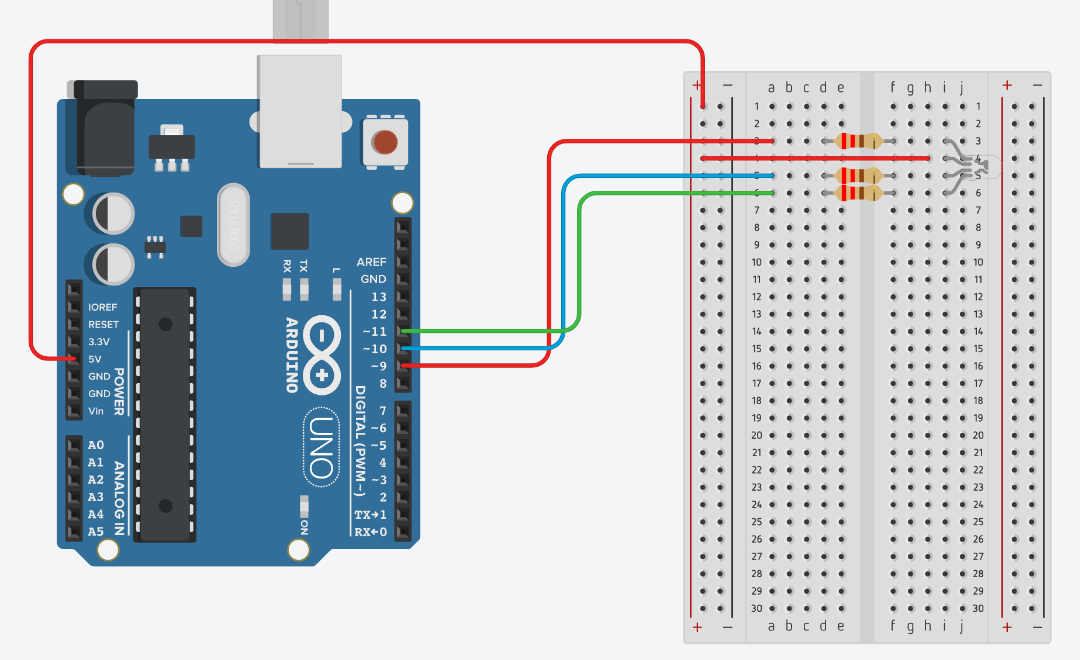 IOREF
RESET
3.3V
5V
GND
GND
Vin
POWER
A0
A1
A2
A3
A4
A5
ANALOG IN
RX
TX
L
ARDUINO
UNO
ON
AREF
GND
13
12
~11
~10
~9
8
7
~6
~5
4
~3
2
TX→1
RX←0
DIGITAL (PWM~)
+ − a b c d e f g h i j + −
1 1
2 2
3 3
4 4
5 5
6 6
7 7
8 8
9 9
10 10
11 11
12 12
13 13
14 14
15 15
16 16
17 17
18 18
19 19
20 20
21 21
22 22
23 23
24 24
25 25
26 26
27 27
28 28
29 29
30 30
+ − a b c d e f g h i j + −